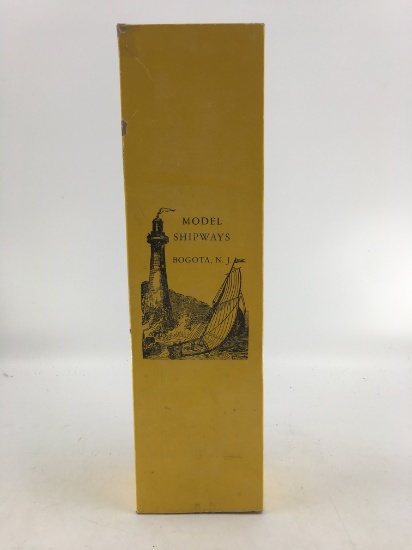 MODEL
SHIPWAYS
BOGOTA, N. J.